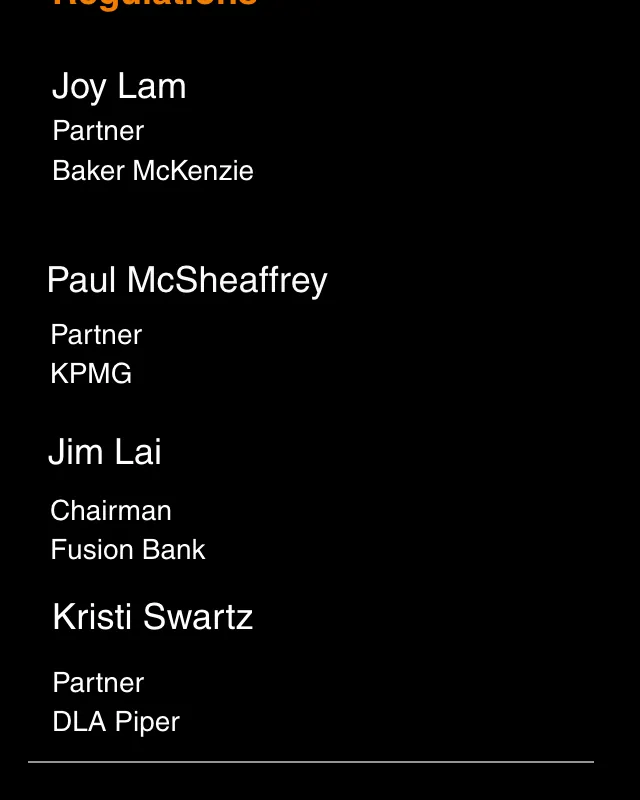 Regulations
Joy Lam
Partner
Baker McKenzie
Paul McSheaffrey
Partner
KPMG
Jim Lai
Chairman
Fusion Bank
Kristi Swartz
Partner
DLA Piper